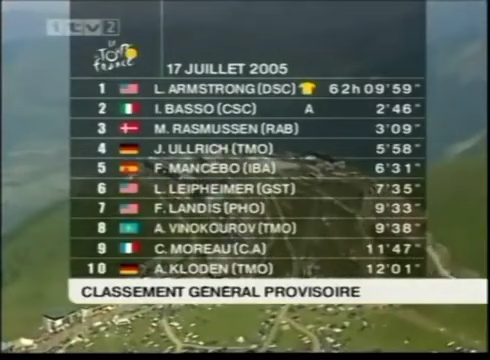 itv2
LE
TOUR
de
france
17 JUILLET 2005
1 L. ARMSTRONG (DSC) 62h 09'59"
2 I. BASSO (CSC) A 2'46"
3 M. RASMUSSEN (RAB) 3'09"
4 J. ULLRICH (TMO) 5'58"
5 F. MANCEBO (IBA) 6'31"
6 L. LEIPHEIMER (GST) 7'35"
7 F. LANDIS (PHO) 9'33"
8 A. VINOKOUROV (TMO) 9'38"
9 C. MOREAU (C.A) 11'47"
10 A. KLODEN (TMO) 12'01"
CLASSEMENT GÉNÉRAL PROVISOIRE